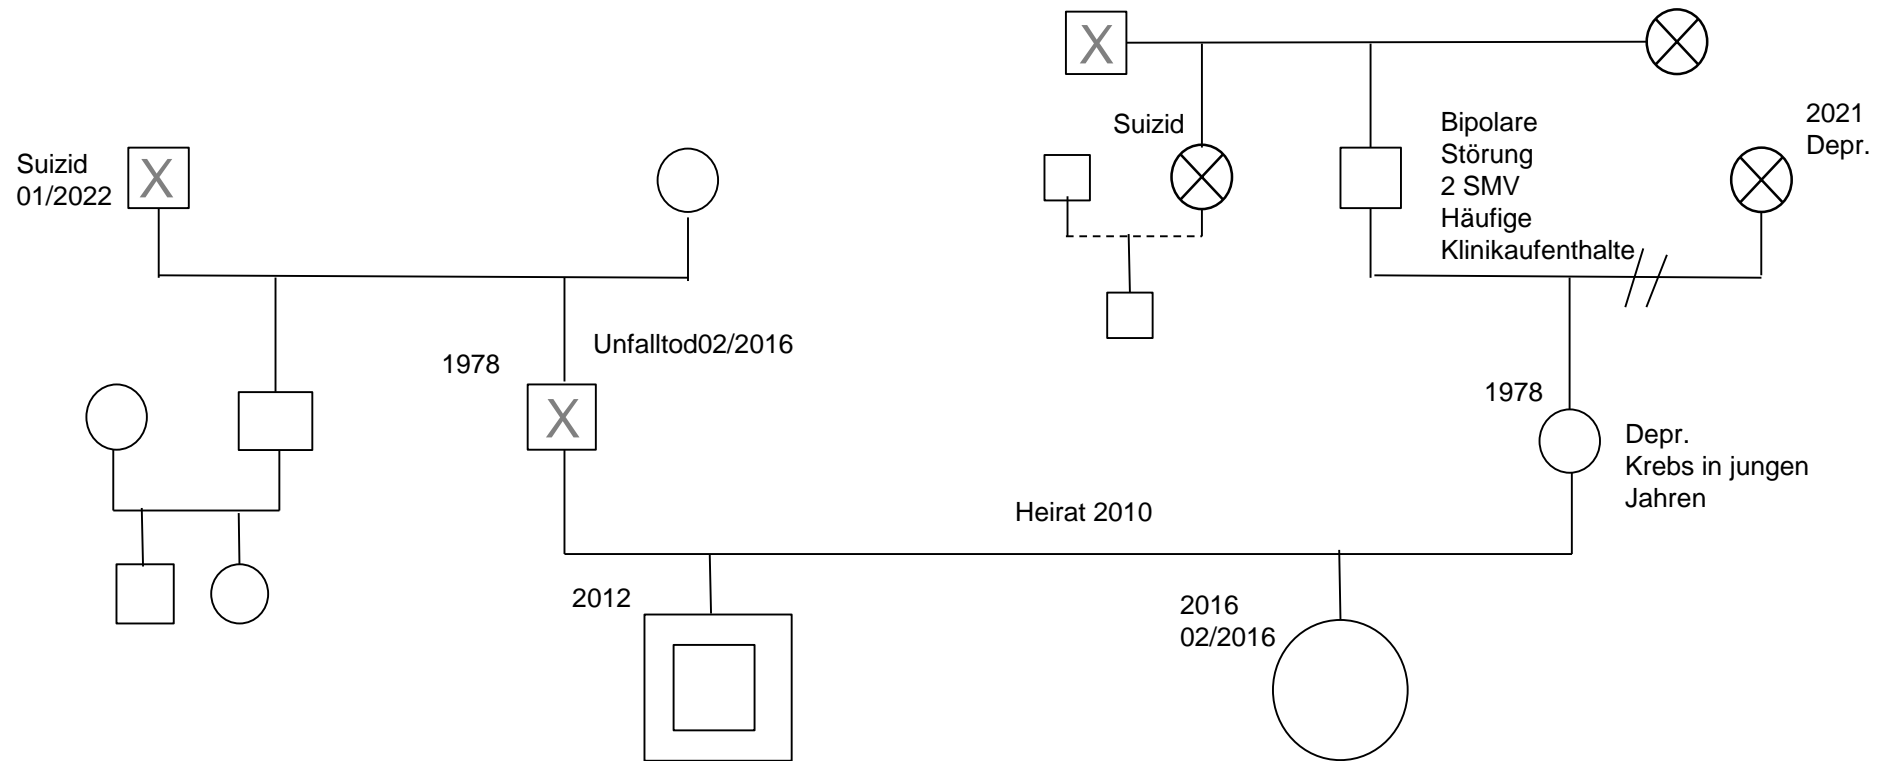 X
Suizid
Bipolare
Störung
2 SMV
Häufige
Klinikaufenthalte
2021
Depr.
Suizid
01/2022
X
Unfalltod02/2016
1978
X
1978
Depr.
Krebs in jungen
Jahren
Heirat 2010
2012
2016
02/2016